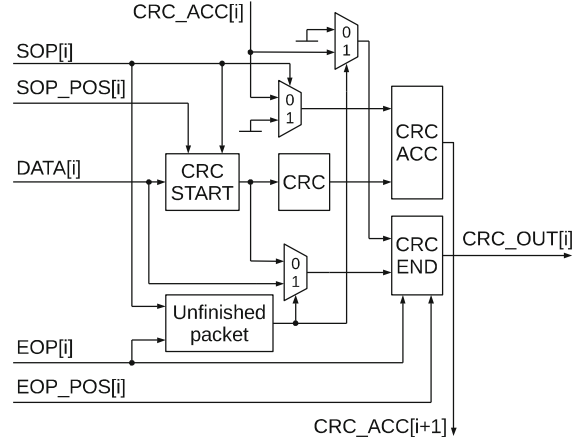 CRC_ACC[i]
0
1
SOP[i]
SOP_POS[i]
0
1
CRC
ACC
DATA[i]
CRC
START
CRC
CRC
END
CRC_OUT[i]
0
1
Unfinished
packet
EOP[i]
EOP_POS[i]
CRC_ACC[i+1]